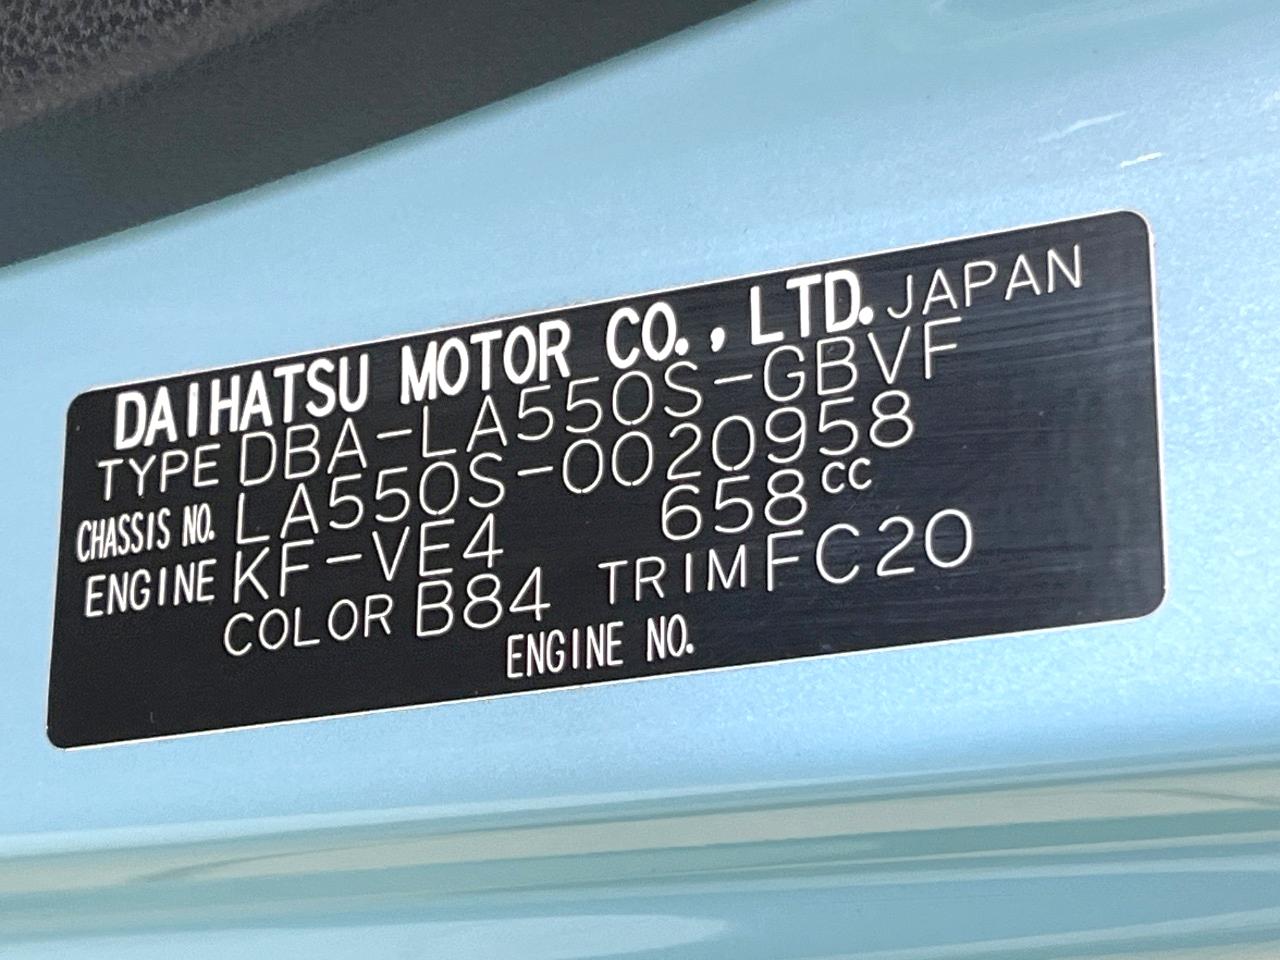 DAIHATSU MOTOR CO., LTD. JAPAN
TYPE DBA-LA550S-GBVF
CHASSIS NO. LA550S-0020958
ENGINE KF-VE4 658cc
COLOR B84 TRIM FC20
ENGINE NO.